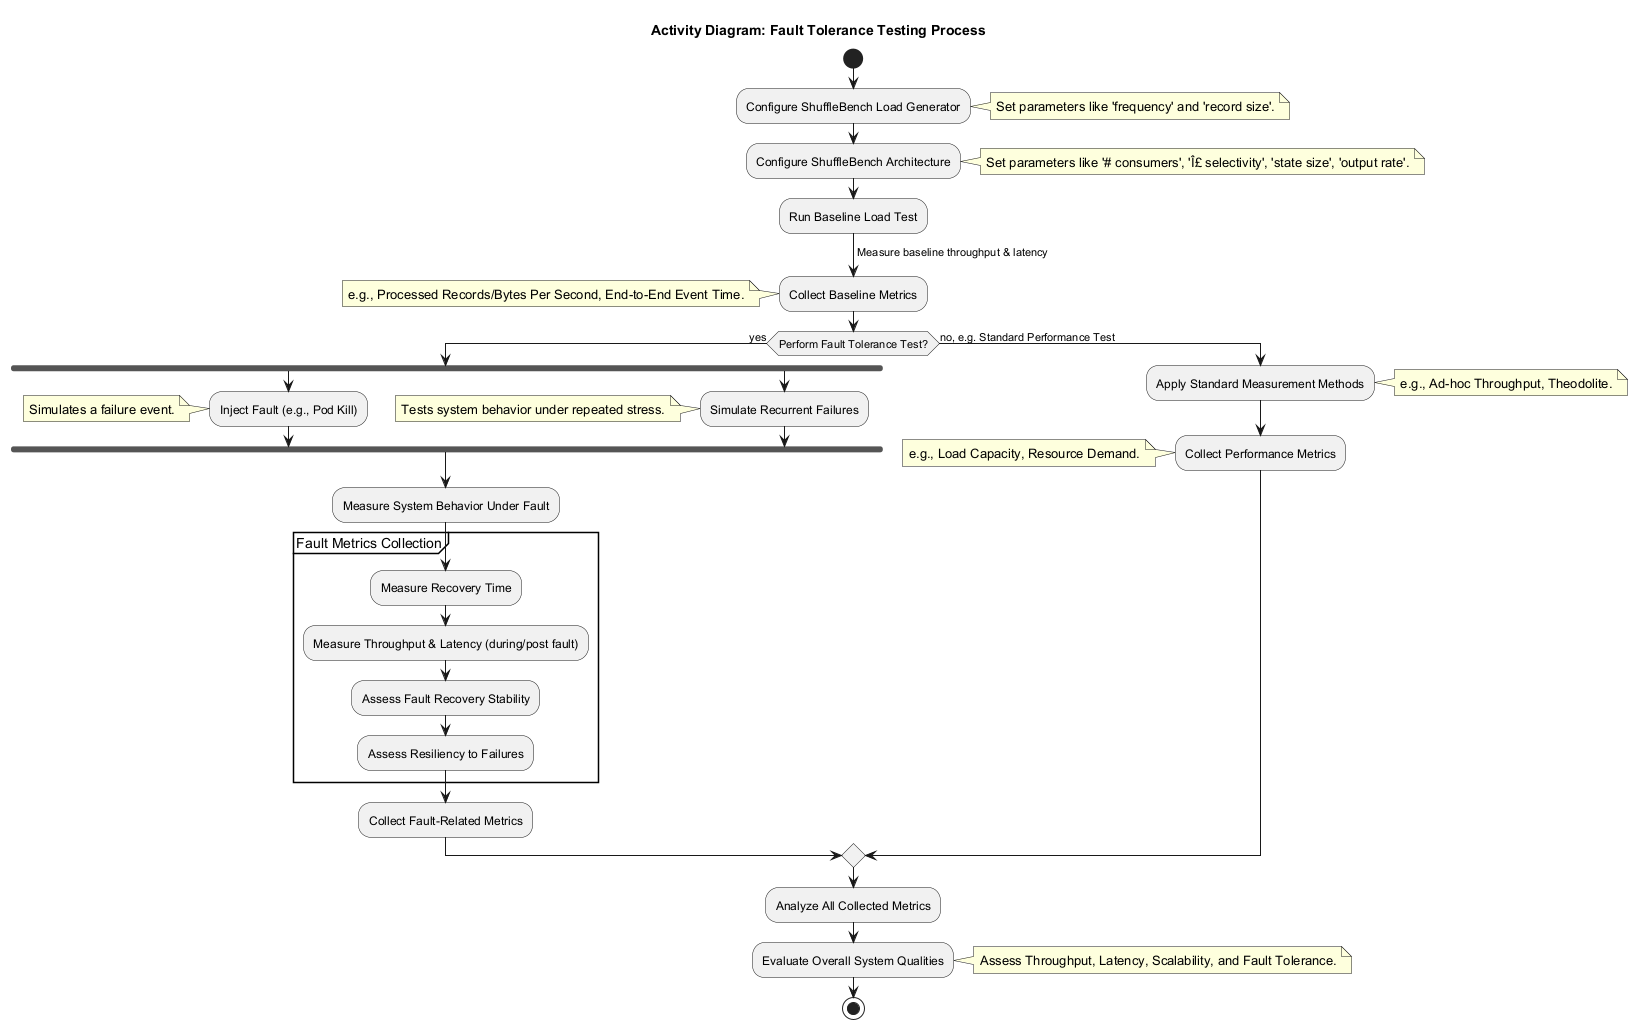 Activity Diagram: Fault Tolerance Testing Process
Configure ShuffleBench Load Generator
Set parameters like 'frequency' and 'record size'.
Configure ShuffleBench Architecture
Set parameters like '# consumers', 'Î£ selectivity', 'state size', 'output rate'.
Run Baseline Load Test
Measure baseline throughput & latency
e.g., Processed Records/Bytes Per Second, End-to-End Event Time.
Collect Baseline Metrics
yes
Perform Fault Tolerance Test?
no, e.g. Standard Performance Test
Simulates a failure event.
Inject Fault (e.g., Pod Kill)
Tests system behavior under repeated stress.
Simulate Recurrent Failures
Apply Standard Measurement Methods
e.g., Ad-hoc Throughput, Theodolite.
e.g., Load Capacity, Resource Demand.
Collect Performance Metrics
Measure System Behavior Under Fault
Fault Metrics Collection
Measure Recovery Time
Measure Throughput & Latency (during/post fault)
Assess Fault Recovery Stability
Assess Resiliency to Failures
Collect Fault-Related Metrics
Analyze All Collected Metrics
Evaluate Overall System Qualities
Assess Throughput, Latency, Scalability, and Fault Tolerance.